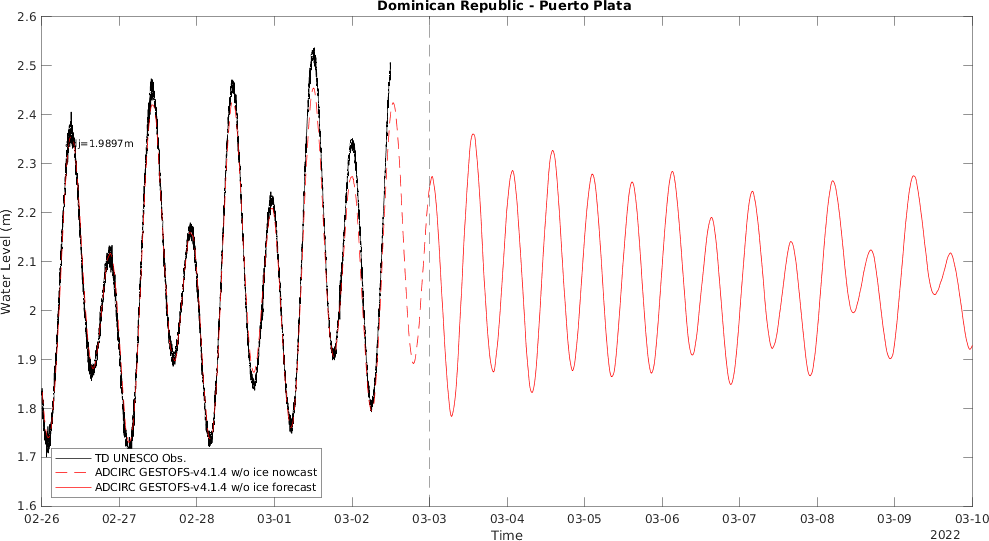 Dominican Republic - Puerto Plata
2.6
2.5
2.4
2.3
2.2
2.1
2
1.9
1.8
1.7
1.6
Water Level (m)
j=1.9897m
TD UNESCO Obs.
ADCIRC GESTOFS-v4.1.4 w/o ice nowcast
ADCIRC GESTOFS-v4.1.4 w/o ice forecast
02-26 02-27 02-28 03-01 03-02 03-03 03-04 03-05 03-06 03-07 03-08 03-09 03-10
Time
2022